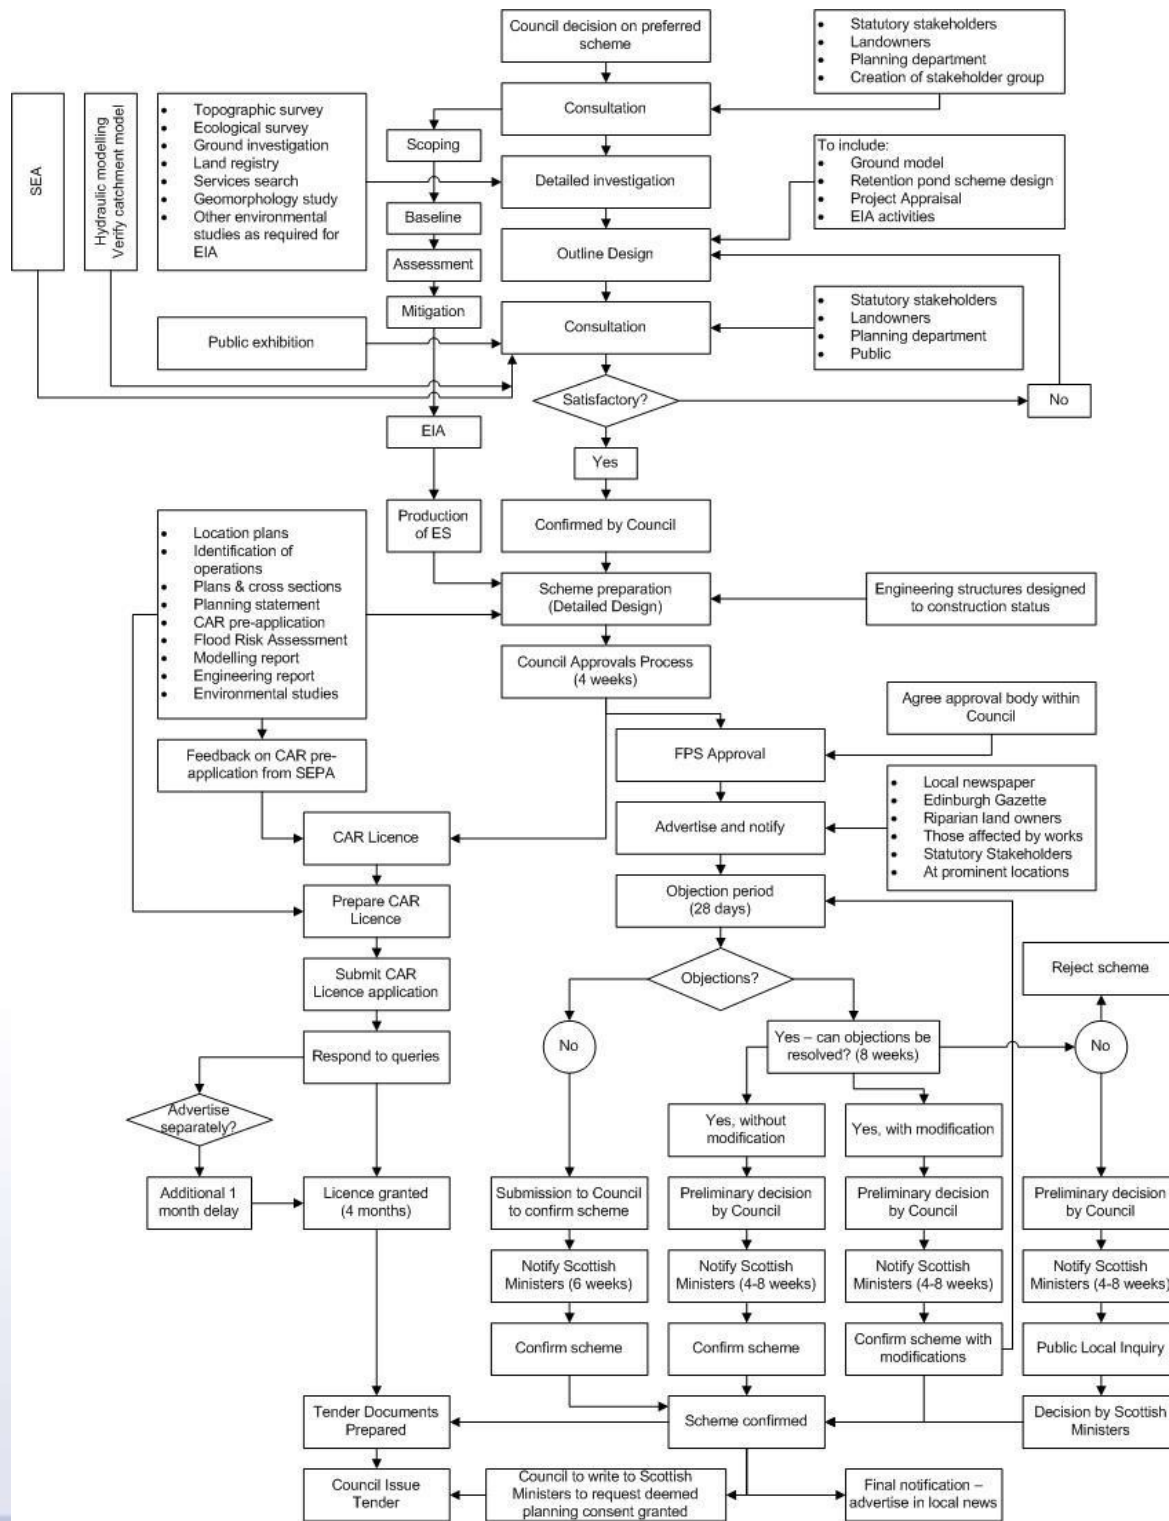 Council decision on preferred
scheme
Statutory stakeholders
Landowners
Planning department
Creation of stakeholder group
SEA
Hydraulic modelling
Verify catchment model
Topographic survey
Ecological survey
Ground investigation
Land registry
Services search
Geomorphology study
Other environmental
studies as required for
EIA
Consultation
Scoping
Detailed investigation
To include:
Ground model
Retention pond scheme design
Project Appraisal
EIA activities
Baseline
Outline Design
Assessment
Mitigation
Public exhibition
Consultation
Statutory stakeholders
Landowners
Planning department
Public
Satisfactory?
No
EIA
Yes
Production
of ES
Confirmed by Council
Location plans
Identification of
operations
Plans & cross sections
Planning statement
CAR pre-application
Flood Risk Assessment
Modelling report
Engineering report
Environmental studies
Scheme preparation
(Detailed Design)
Engineering structures designed
to construction status
Council Approvals Process
(4 weeks)
Agree approval body within
Council
Feedback on CAR pre-
application from SEPA
FPS Approval
Local newspaper
Edinburgh Gazette
Riparian land owners
Those affected by works
Statutory Stakeholders
At prominent locations
CAR Licence
Advertise and notify
Prepare CAR
Licence
Objection period
(28 days)
Submit CAR
Licence application
Objections?
Reject scheme
Respond to queries
No
Yes – can objections be
resolved? (8 weeks)
No
Advertise
separately?
Yes, without
modification
Yes, with modification
Additional 1
month delay
Licence granted
(4 months)
Submission to Council
to confirm scheme
Preliminary decision
by Council
Preliminary decision
by Council
Preliminary decision
by Council
Notify Scottish
Ministers (6 weeks)
Notify Scottish
Ministers (4-8 weeks)
Notify Scottish
Ministers (4-8 weeks)
Notify Scottish
Ministers (4-8 weeks)
Confirm scheme
Confirm scheme
Confirm scheme with
modifications
Public Local Inquiry
Tender Documents
Prepared
Scheme confirmed
Decision by Scottish
Ministers
Council Issue
Tender
Council to write to Scottish
Ministers to request deemed
planning consent granted
Final notification –
advertise in local news